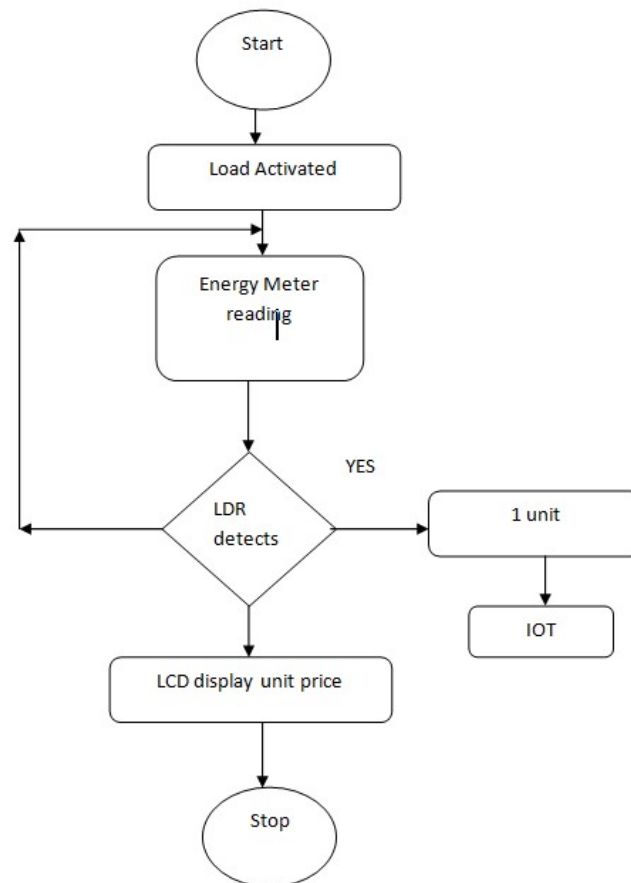 Start
Load Activated
Energy Meter
reading
YES
LDR
detects
1 unit
IOT
LCD display unit price
Stop